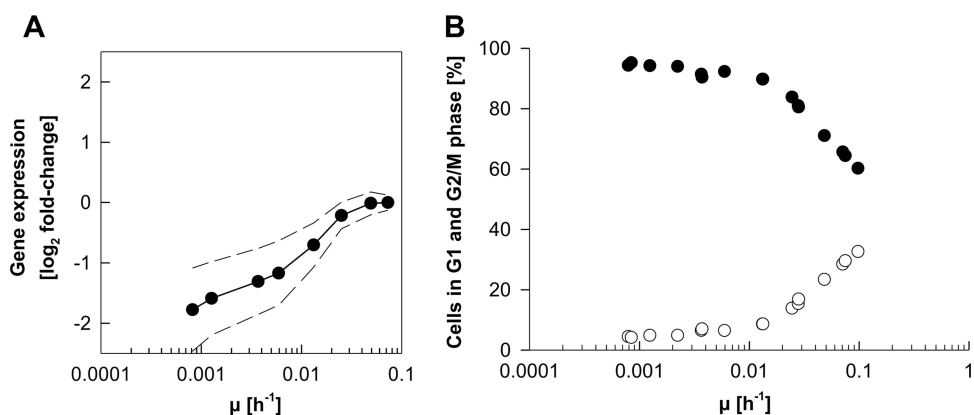 A
2
1
0
-1
-2
Gene expression
[log₂ fold-change]
0.0001 0.001 0.01 0.1
µ [h⁻¹]
B
100
80
60
40
20
0
Cells in G1 and G2/M phase [%]
0.0001 0.001 0.01 0.1 1
µ [h⁻¹]